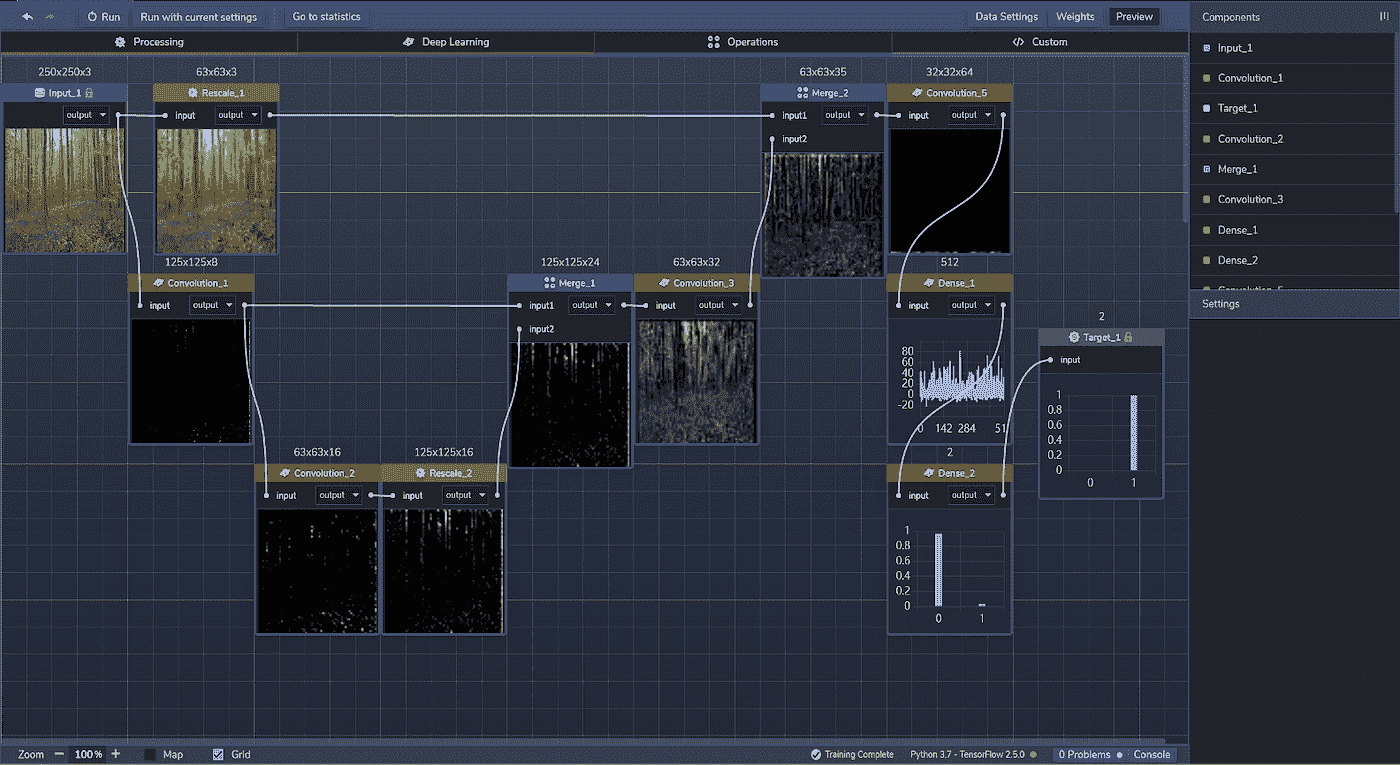 Run Run with current settings Go to statistics Data Settings Weights Preview Components
Processing Deep Learning Operations Custom
250x250x3 63x63x3 63x63x35 32x32x64
Input_1 Rescale_1 Merge_2 Convolution_5
output input output input1 output input output
input2
125x125x8 125x125x24 63x63x32 512
Convolution_1 Merge_1 Convolution_3 Dense_1
input output input1 output input output input output
input2
80
60
40
20
0
-20
0 142 284 51
2
Target_1
input
1
0.8
0.6
0.4
0.2
0
0 1
63x63x16 125x125x16 2
Convolution_2 Rescale_2 Dense_2
input output input output input output
1
0.8
0.6
0.4
0.2
0
0 1
Input_1
Convolution_1
Target_1
Convolution_2
Merge_1
Convolution_3
Dense_1
Dense_2
Convolution_5
Settings
Zoom − 100% + Map Grid Training Complete Python 3.7 - TensorFlow 2.5.0 0 Problems Console